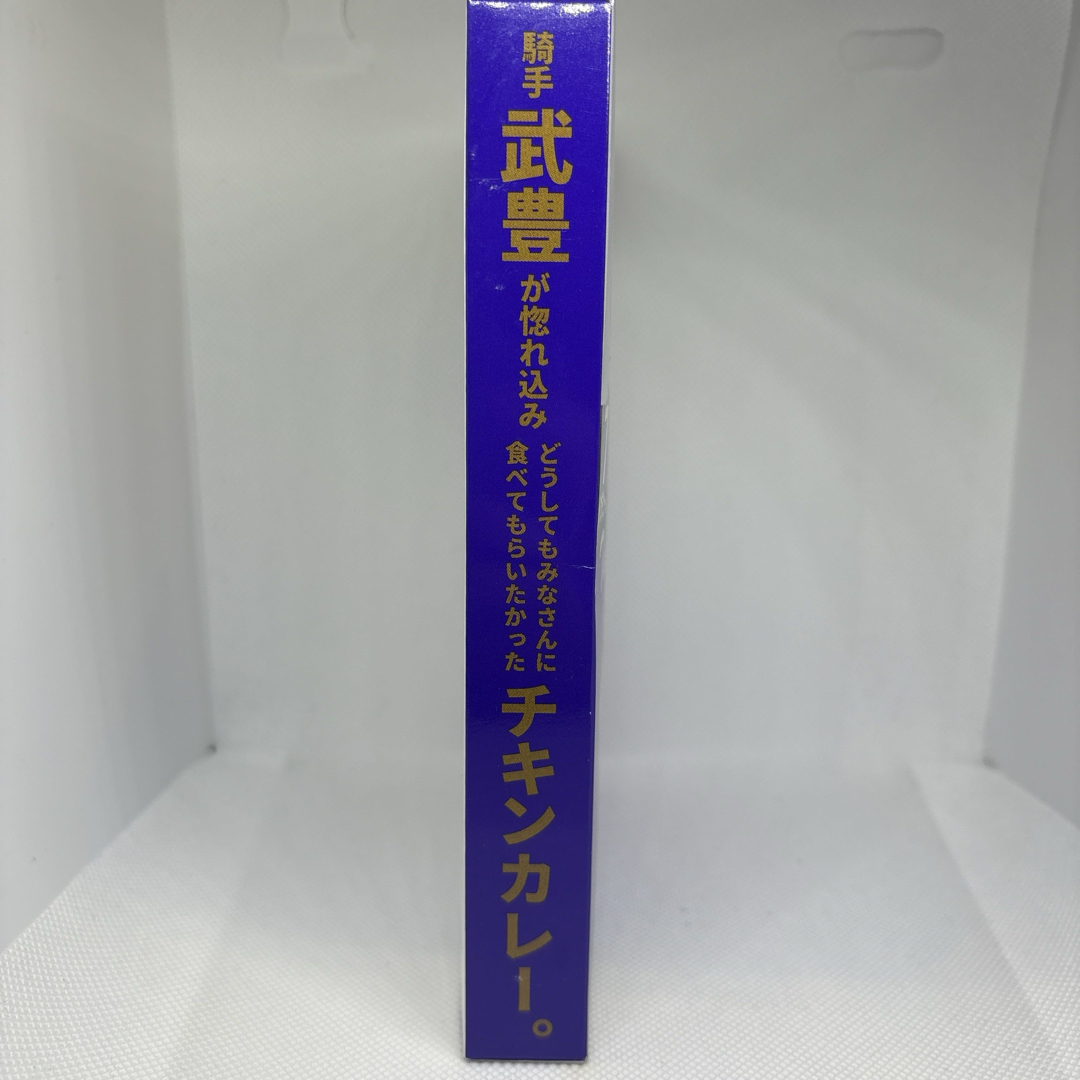 騎手
武豊
が惚れ込み
どうしてもみなさんに
食べてもらいたかった
チキンカレー。